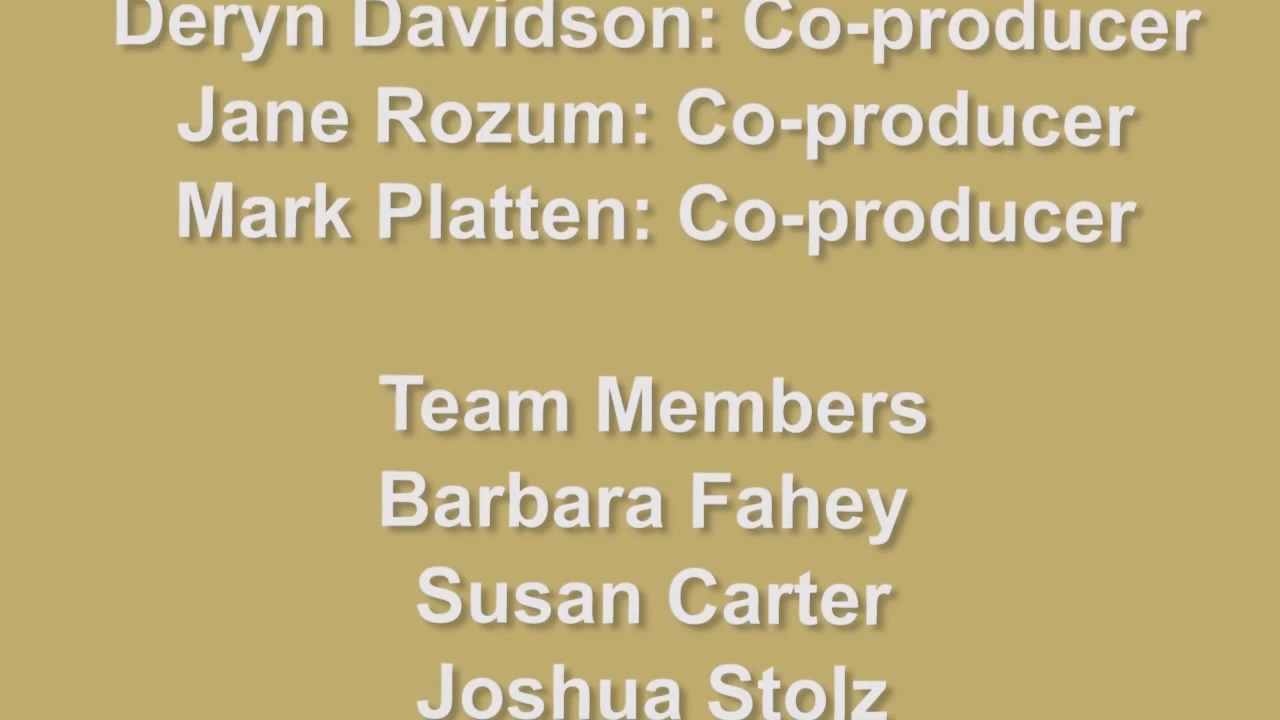 Deryn Davidson: Co-producer
Jane Rozum: Co-producer
Mark Platten: Co-producer
Team Members
Barbara Fahey
Susan Carter
Joshua Stolz